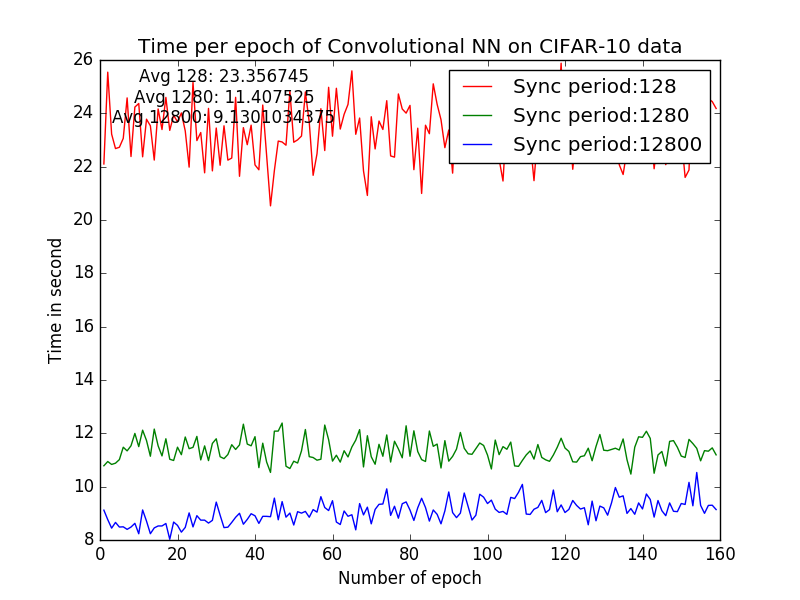 Time per epoch of Convolutional NN on CIFAR-10 data
Avg 128: 23.356745
Avg 1280: 11.407525
Avg 12800: 9.1301034375
Sync period:128
Sync period:1280
Sync period:12800
Time in second
26
24
22
20
18
16
14
12
10
8
0 20 40 60 80 100 120 140 160
Number of epoch